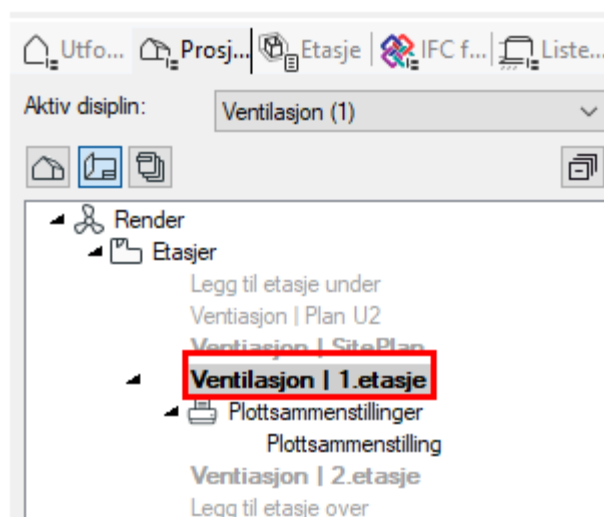 Utfo... Prosj... Etasje IFC f... Liste...
Aktiv disiplin: Ventilasjon (1)
Render
Etasjer
Legg til etasje under
Ventiasjon | Plan U2
Ventiasjon | SitePlan
Ventilasjon | 1.etasje
Plottsammenstillinger
Plottsammenstilling
Ventiasjon | 2.etasje
Legg til etasje over